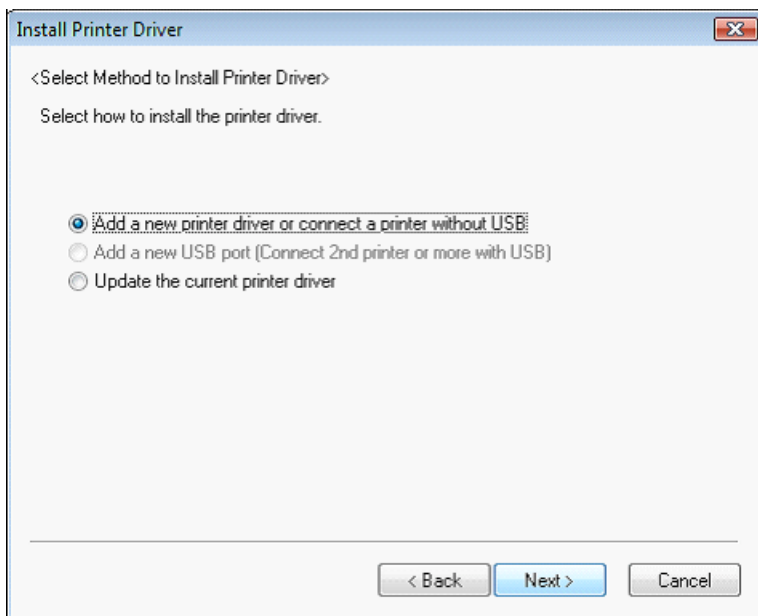 Install Printer Driver
<Select Method to Install Printer Driver>
Select how to install the printer driver.
Add a new printer driver or connect a printer without USB
Add a new USB port (Connect 2nd printer or more with USB)
Update the current printer driver
< Back Next > Cancel